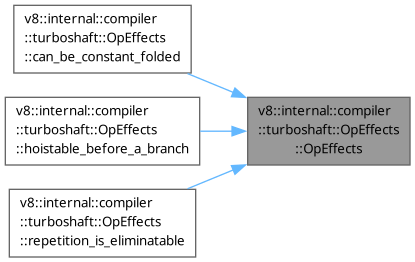 v8::internal::compiler
::turboshaft::OpEffects
::can_be_constant_folded
v8::internal::compiler
::turboshaft::OpEffects
::hoistable_before_a_branch
v8::internal::compiler
::turboshaft::OpEffects
::repetition_is_eliminatable
v8::internal::compiler
::turboshaft::OpEffects
::OpEffects